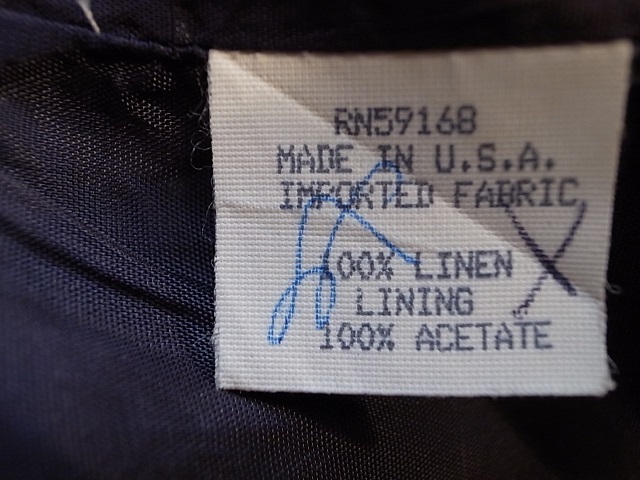 RN59168
MADE IN U.S.A.
IMPORTED FABRIC
100% LINEN
LINING
100% ACETATE